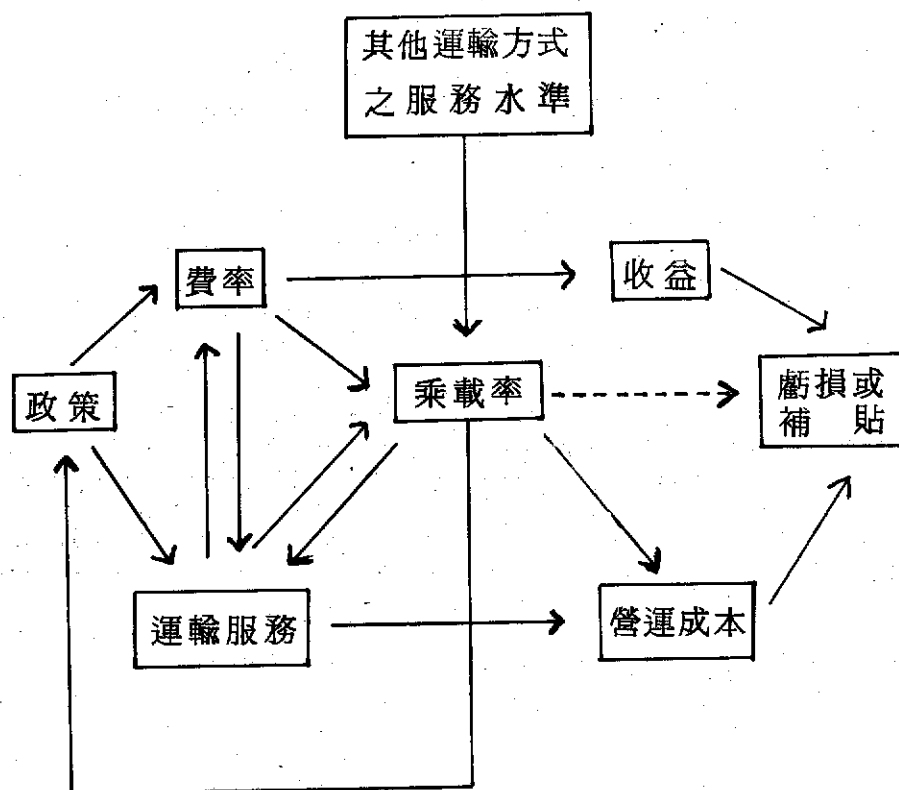 其他運輸方式
之服務水準
費率
收益
政策
乘載率
虧損或
補貼
運輸服務
營運成本